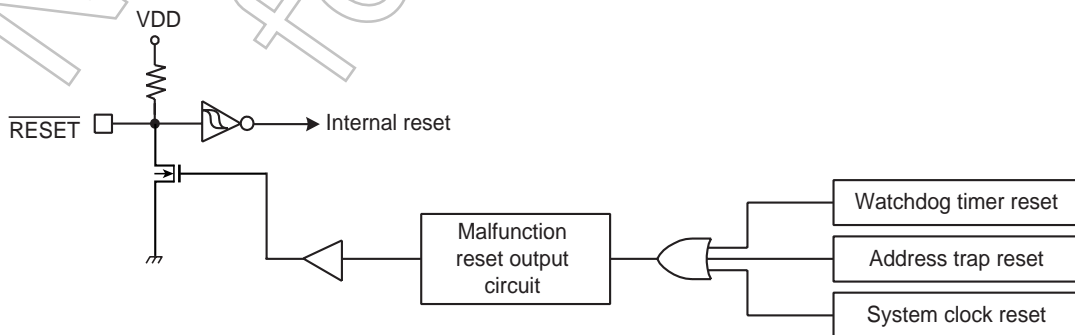 VDD
RESET
Internal reset
Watchdog timer reset
Malfunction
reset output
circuit
Address trap reset
System clock reset